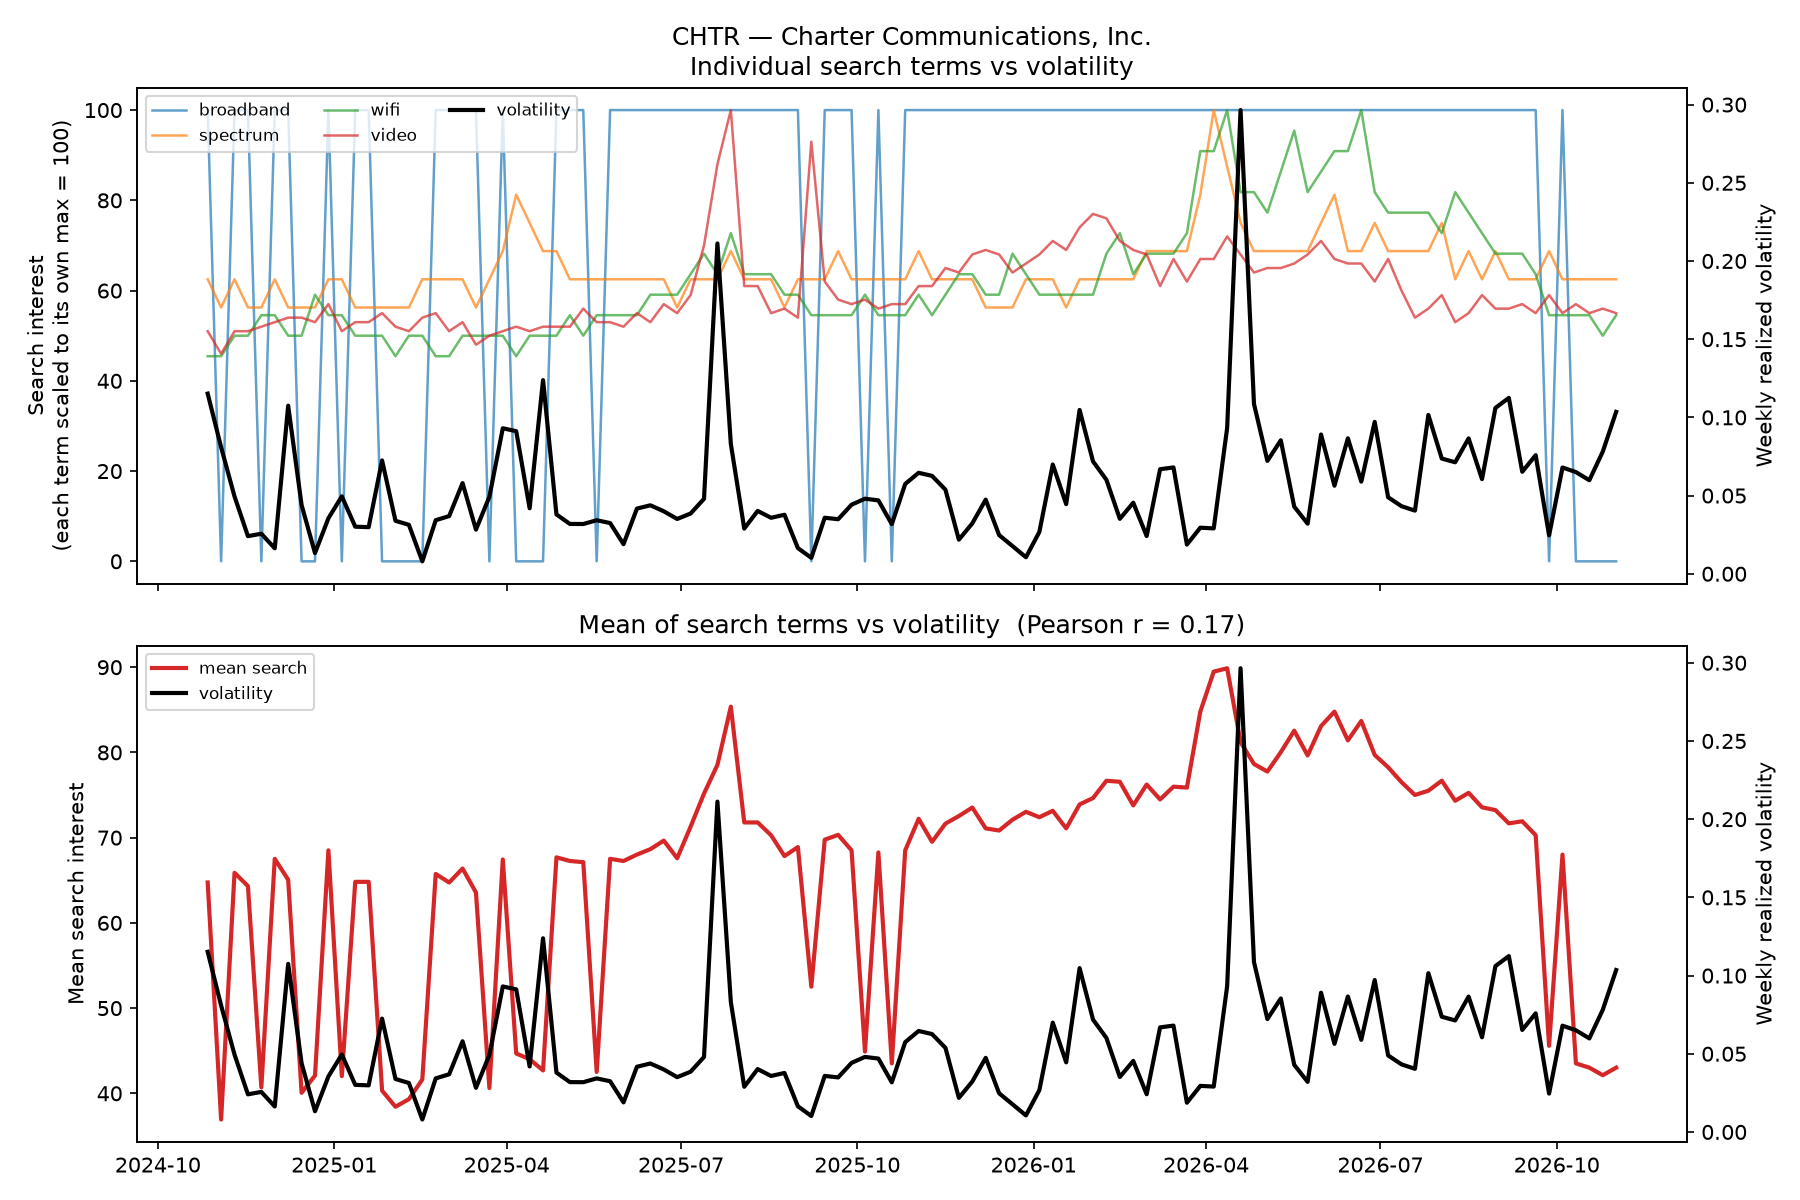 CHTR — Charter Communications, Inc.
Individual search terms vs volatility
broadband
spectrum
wifi
video
volatility
Search interest
(each term scaled to its own max = 100)
100
80
60
40
20
0
0.30
0.25
0.20
0.15
0.10
0.05
0.00
Weekly realized volatility
Mean of search terms vs volatility (Pearson r = 0.17)
mean search
volatility
Mean search interest
90
80
70
60
50
40
0.30
0.25
0.20
0.15
0.10
0.05
0.00
Weekly realized volatility
2024-10
2025-01
2025-04
2025-07
2025-10
2026-01
2026-04
2026-07
2026-10